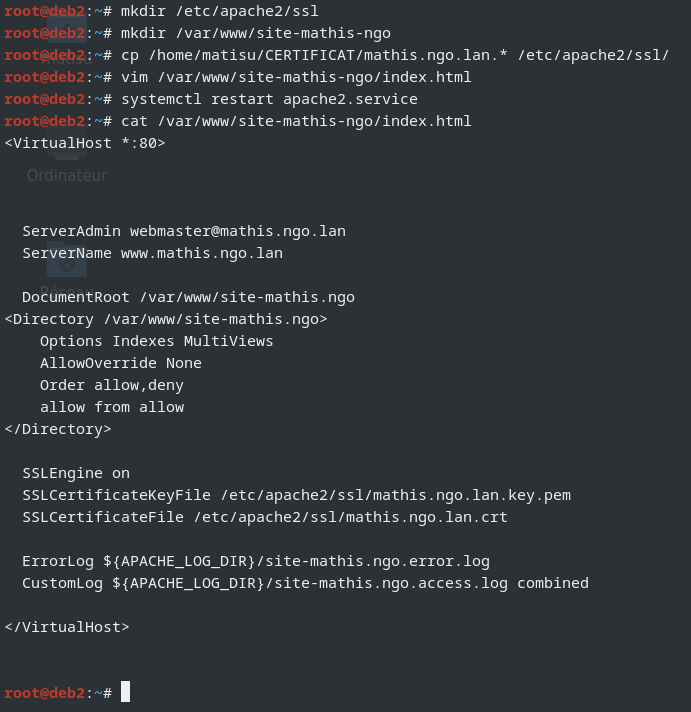 root@deb2:~# mkdir /etc/apache2/ssl
root@deb2:~# mkdir /var/www/site-mathis-ngo
root@deb2:~# cp /home/matisu/CERTIFICAT/mathis.ngo.lan.* /etc/apache2/ssl/
root@deb2:~# vim /var/www/site-mathis-ngo/index.html
root@deb2:~# systemctl restart apache2.service
root@deb2:~# cat /var/www/site-mathis-ngo/index.html
<VirtualHost *:80>
Ordinateur
  ServerAdmin webmaster@mathis.ngo.lan
  ServerName www.mathis.ngo.lan
Réseau
  DocumentRoot /var/www/site-mathis.ngo
<Directory /var/www/site-mathis.ngo>
    Options Indexes MultiViews
    AllowOverride None
    Order allow,deny
    allow from allow
</Directory>
  SSLEngine on
  SSLCertificateKeyFile /etc/apache2/ssl/mathis.ngo.lan.key.pem
  SSLCertificateFile /etc/apache2/ssl/mathis.ngo.lan.crt
  ErrorLog ${APACHE_LOG_DIR}/site-mathis.ngo.error.log
  CustomLog ${APACHE_LOG_DIR}/site-mathis.ngo.access.log combined
</VirtualHost>
root@deb2:~#